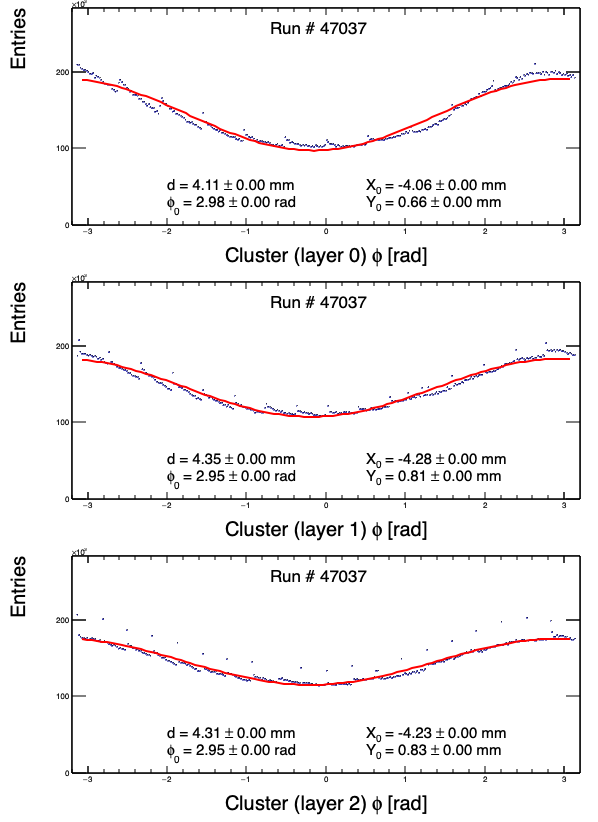 ×10²
Entries
Run # 47037
200
100
0
d = 4.11 ± 0.00 mm
X₀ = -4.06 ± 0.00 mm
ϕ₀ = 2.98 ± 0.00 rad
Y₀ = 0.66 ± 0.00 mm
−3 −2 −1 0 1 2 3
Cluster (layer 0) ϕ [rad]
×10²
Entries
Run # 47037
200
100
0
d = 4.35 ± 0.00 mm
X₀ = -4.28 ± 0.00 mm
ϕ₀ = 2.95 ± 0.00 rad
Y₀ = 0.81 ± 0.00 mm
−3 −2 −1 0 1 2 3
Cluster (layer 1) ϕ [rad]
×10²
Entries
Run # 47037
200
100
0
d = 4.31 ± 0.00 mm
X₀ = -4.23 ± 0.00 mm
ϕ₀ = 2.95 ± 0.00 rad
Y₀ = 0.83 ± 0.00 mm
−3 −2 −1 0 1 2 3
Cluster (layer 2) ϕ [rad]